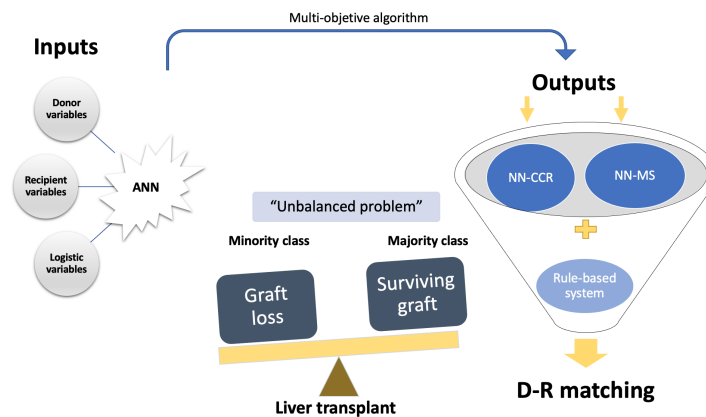 Multi-objetive algorithm
Inputs
Donor
variables
Recipient
variables
Logistic
variables
ANN
"Unbalanced problem"
Minority class
Majority class
Graft
loss
Surviving
graft
Liver transplant
Outputs
NN-CCR
NN-MS
Rule-based
system
D-R matching